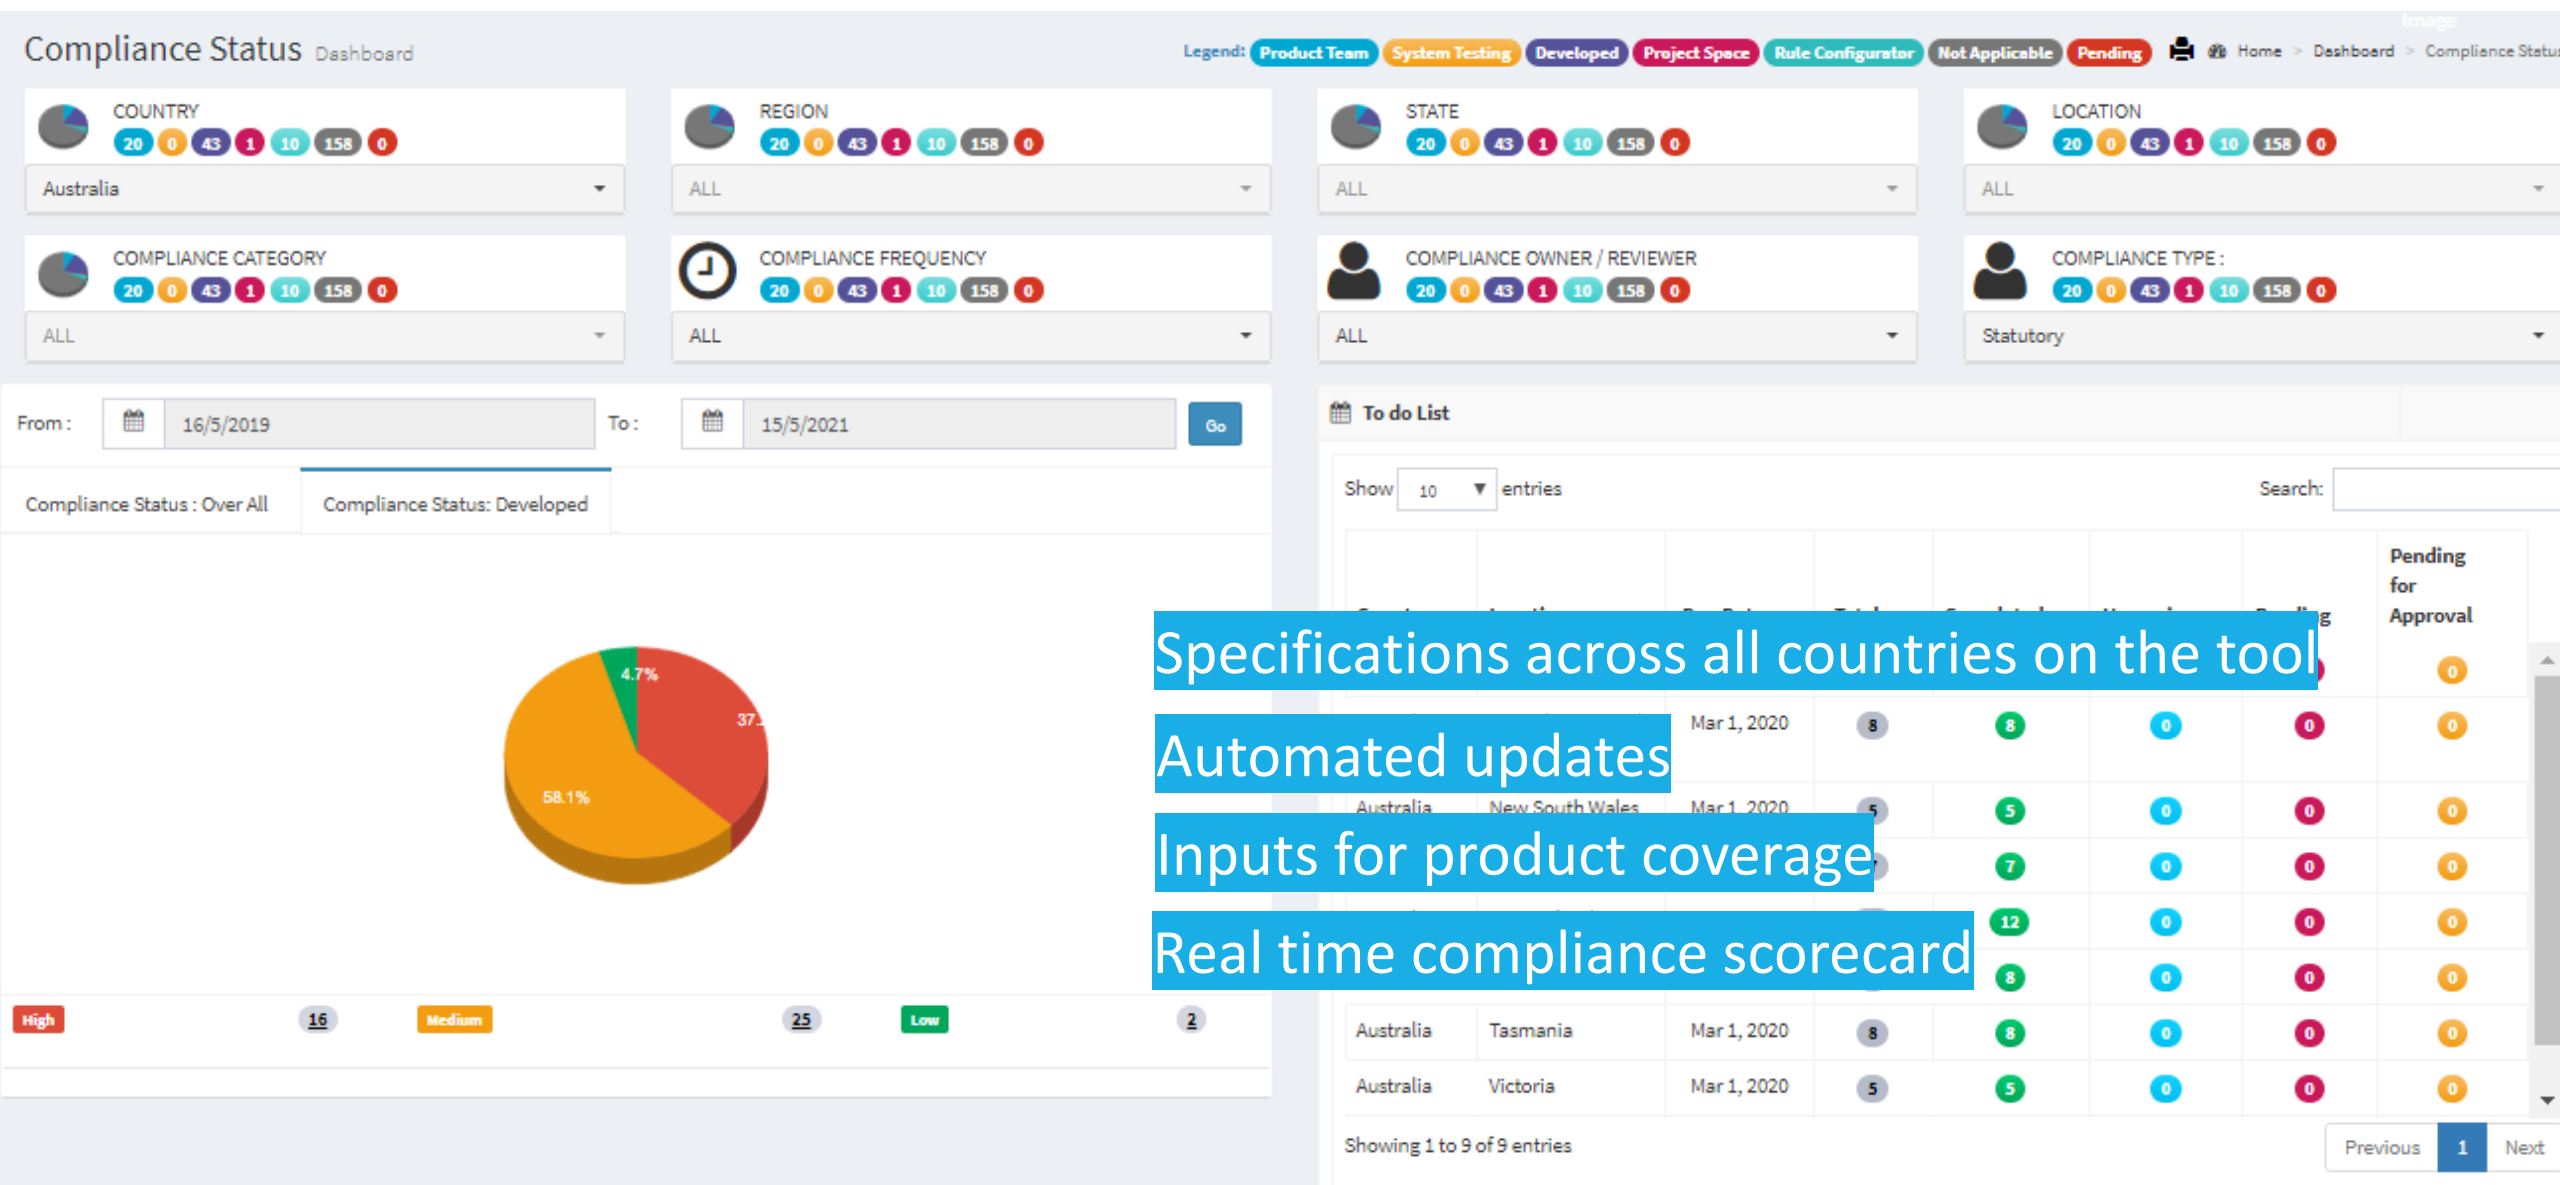 Image
Compliance Status Dashboard
Legend: Product Team System Testing Developed Project Space Rule Configurator Not Applicable Pending Home > Dashboard > Compliance Status
COUNTRY
20 0 43 1 10 158 0
Australia
REGION
20 0 43 1 10 158 0
ALL
STATE
20 0 43 1 10 158 0
ALL
LOCATION
20 0 43 1 10 158 0
ALL
COMPLIANCE CATEGORY
20 0 43 1 10 158 0
ALL
COMPLIANCE FREQUENCY
20 0 43 1 10 158 0
ALL
COMPLIANCE OWNER / REVIEWER
20 0 43 1 10 158 0
ALL
COMPLIANCE TYPE :
20 0 43 1 10 158 0
Statutory
From : 16/5/2019 To : 15/5/2021 Go
Compliance Status : Over All Compliance Status: Developed
4.7%
37.
58.1%
High 16 Medium 25 Low 2
To do List
Show 10 entries Search:
Pending
for
Approval
Specifications across all countries on the tool
0
Automated updates
Mar 1, 2020 8 8 0 0 0
Australia New South Wales Mar 1, 2020 5 5 0 0 0
Inputs for product coverage
7 0 0 0
12 0 0 0
Real time compliance scorecard
8 0 0 0
Australia Tasmania Mar 1, 2020 8 8 0 0 0
Australia Victoria Mar 1, 2020 5 5 0 0 0
Showing 1 to 9 of 9 entries
Previous 1 Next